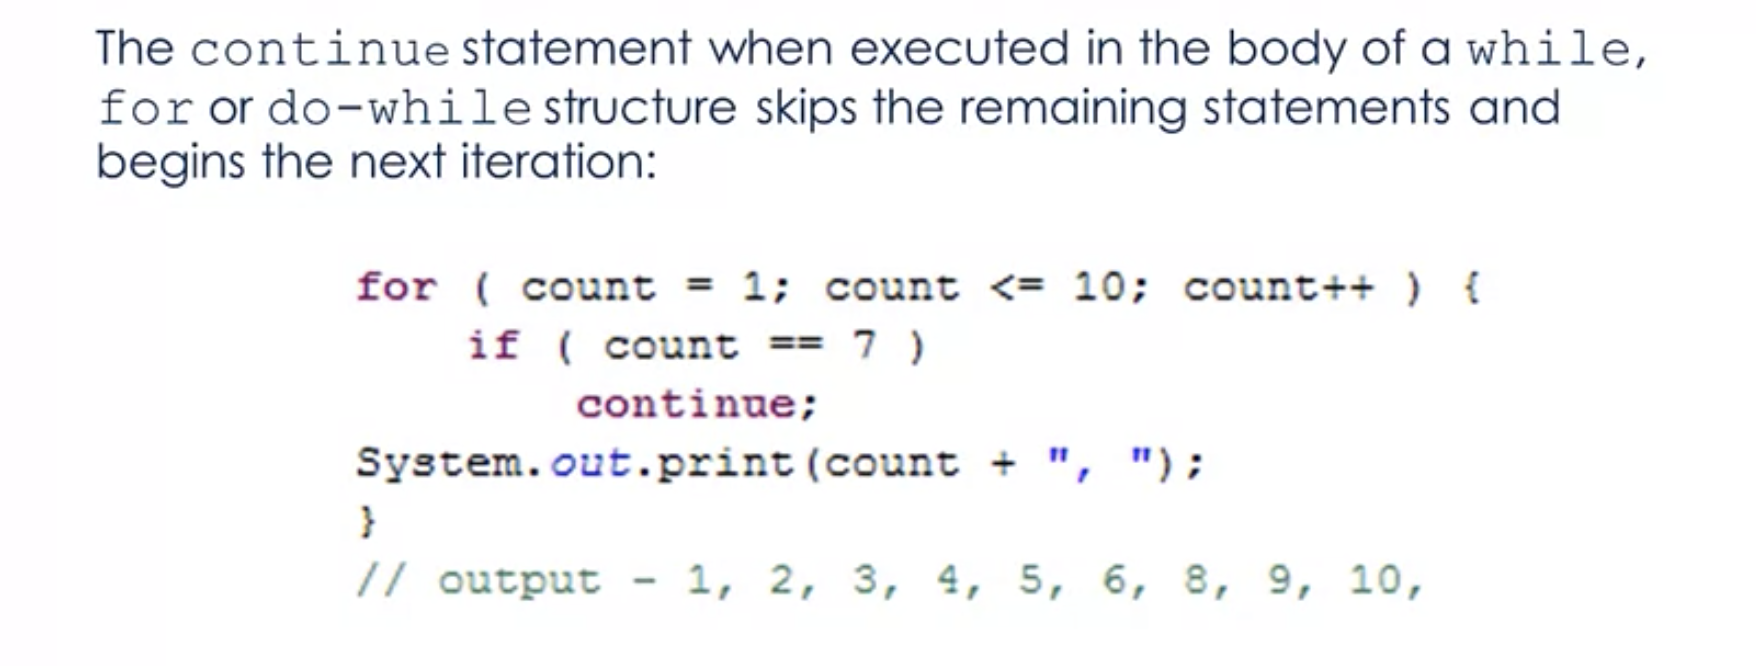 The continue statement when executed in the body of a while,
for or do-while structure skips the remaining statements and
begins the next iteration:
for ( count = 1; count <= 10; count++ ) {
if ( count == 7 )
continue;
System.out.print(count + ", ");
}
// output - 1, 2, 3, 4, 5, 6, 8, 9, 10,